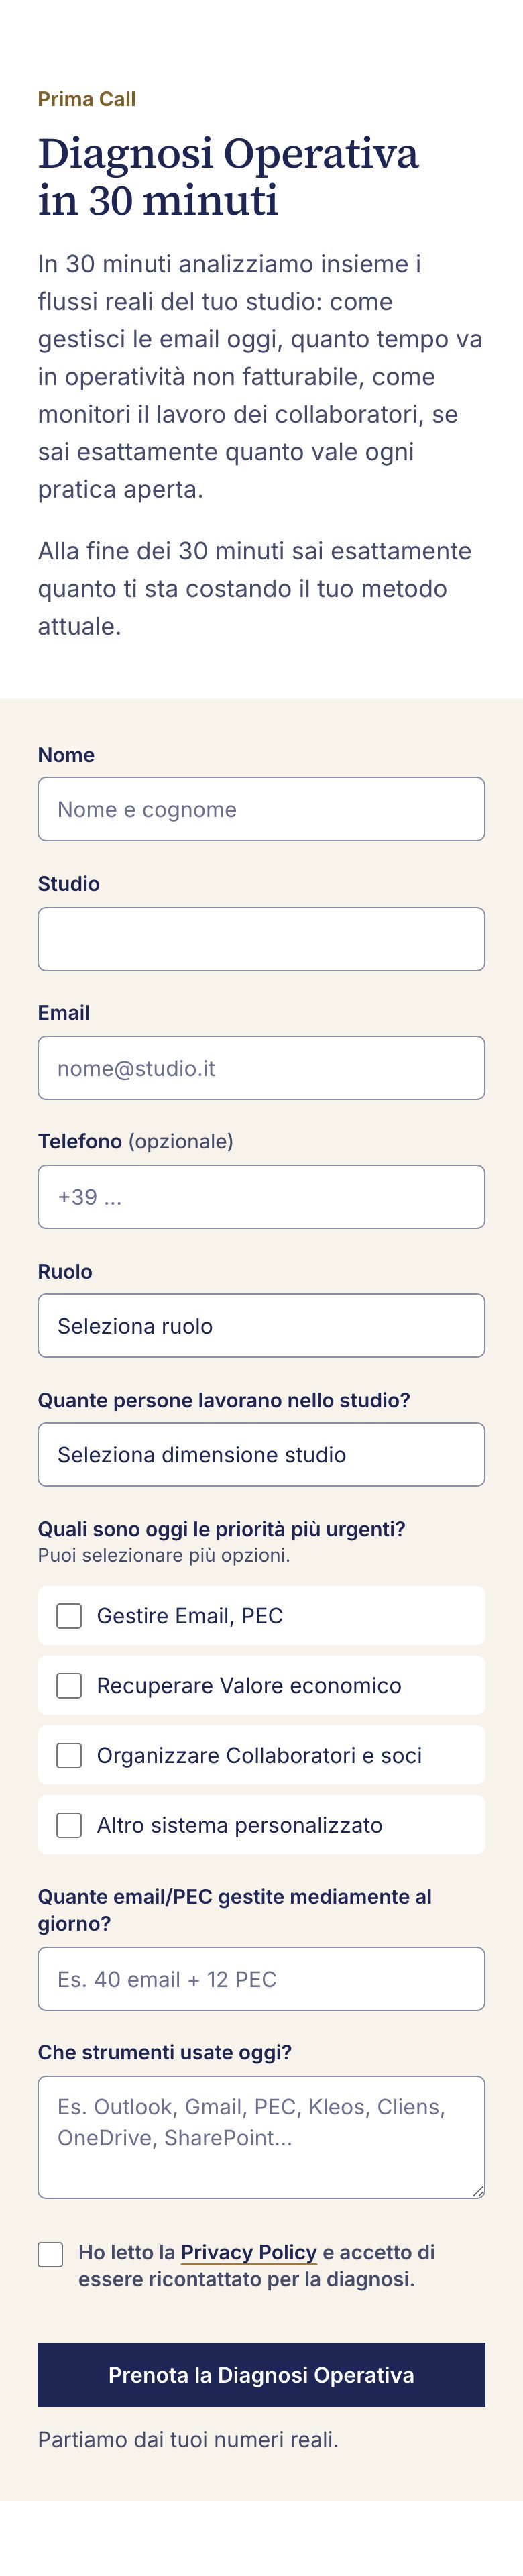 Prima Call
Diagnosi Operativa
in 30 minuti
In 30 minuti analizziamo insieme i
flussi reali del tuo studio: come
gestisci le email oggi, quanto tempo va
in operatività non fatturabile, come
monitori il lavoro dei collaboratori, se
sai esattamente quanto vale ogni
pratica aperta.
Alla fine dei 30 minuti sai esattamente
quanto ti sta costando il tuo metodo
attuale.
Nome
Nome e cognome
Studio
Email
nome@studio.it
Telefono (opzionale)
+39 ...
Ruolo
Seleziona ruolo
Quante persone lavorano nello studio?
Seleziona dimensione studio
Quali sono oggi le priorità più urgenti?
Puoi selezionare più opzioni.
Gestire Email, PEC
Recuperare Valore economico
Organizzare Collaboratori e soci
Altro sistema personalizzato
Quante email/PEC gestite mediamente al
giorno?
Es. 40 email + 12 PEC
Che strumenti usate oggi?
Es. Outlook, Gmail, PEC, Kleos, Cliens,
OneDrive, SharePoint...
Ho letto la Privacy Policy e accetto di
essere ricontattato per la diagnosi.
Prenota la Diagnosi Operativa
Partiamo dai tuoi numeri reali.